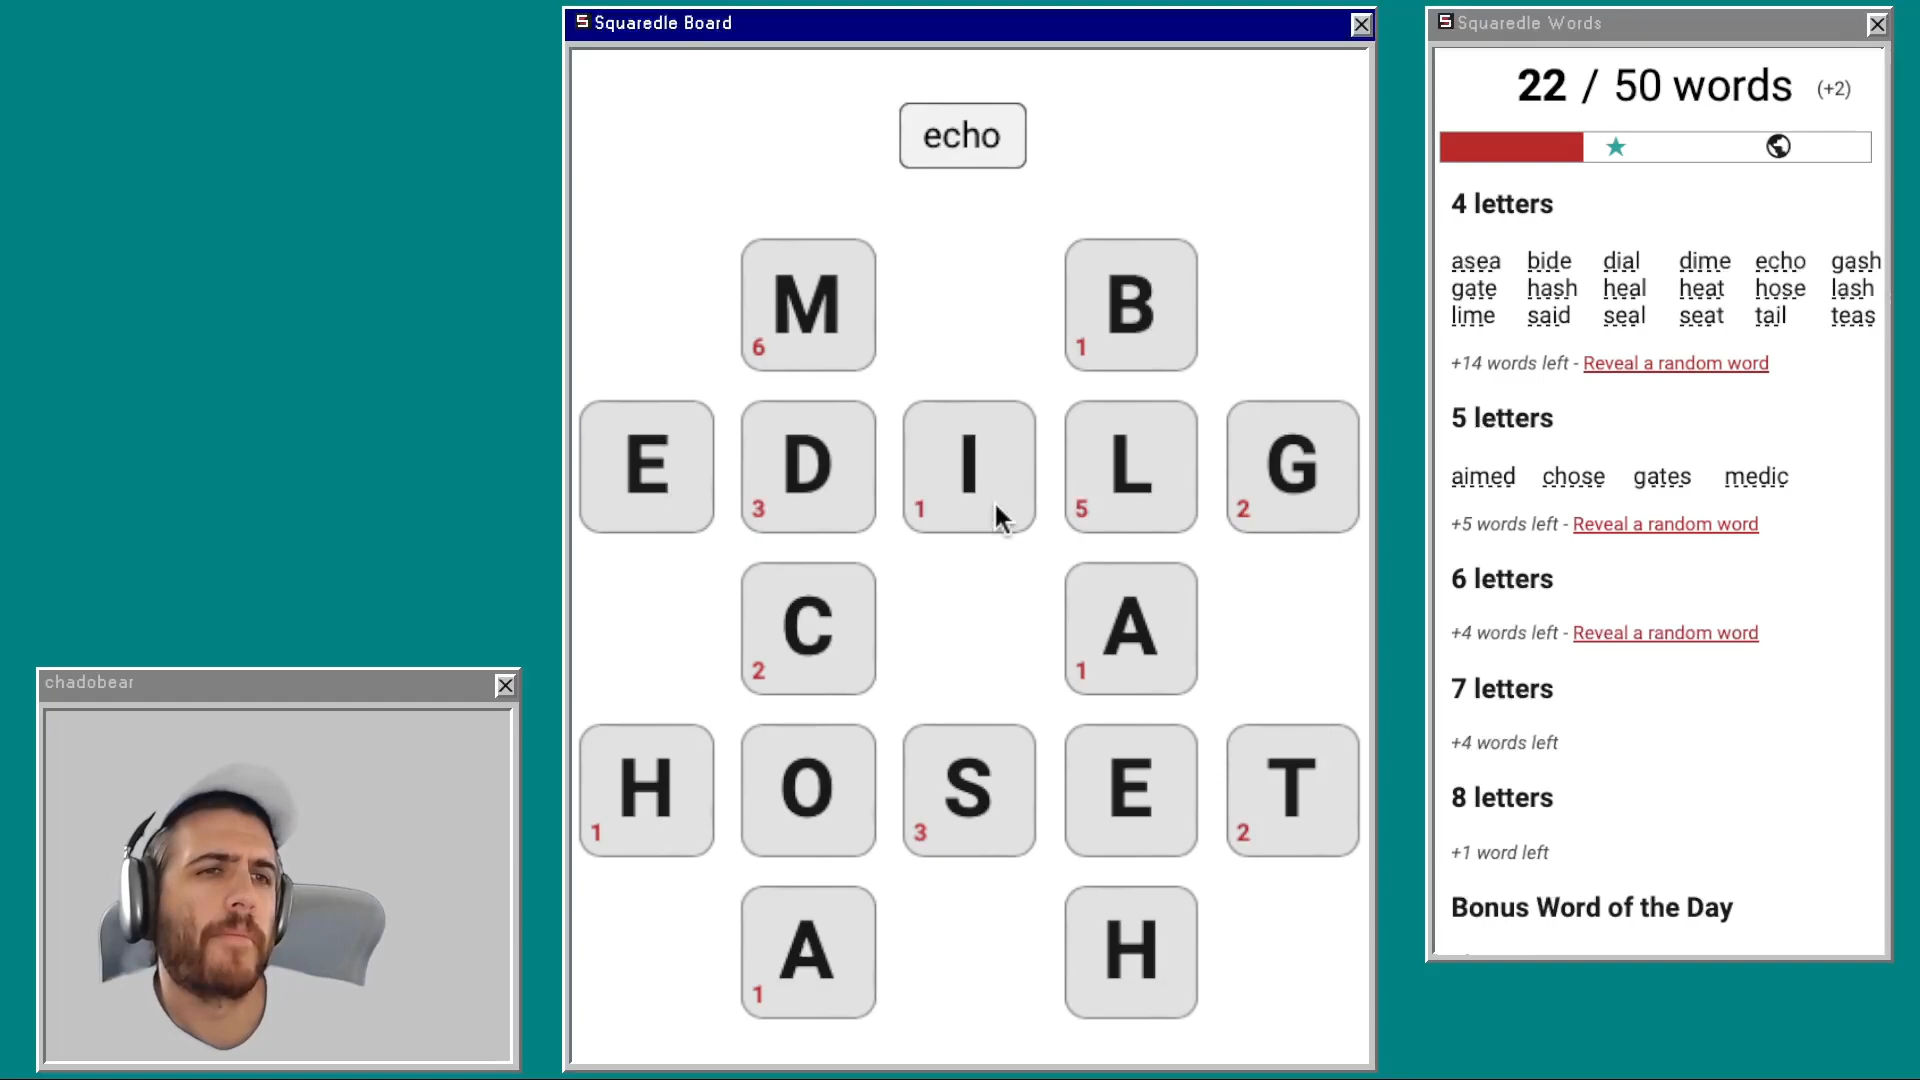 Squaredle Board
echo
M 6
B 1
E
D 3
I 1
L 5
G 2
C 2
A 1
H 1
O
S 3
E
T 2
A 1
H
chadobear
Squaredle Words
22 / 50 words (+2)
4 letters
asea bide dial dime echo gash
gate hash heal heat hose lash
lime said seal seat tail teas
+14 words left - Reveal a random word
5 letters
aimed chose gates medic
+5 words left - Reveal a random word
6 letters
+4 words left - Reveal a random word
7 letters
+4 words left
8 letters
+1 word left
Bonus Word of the Day